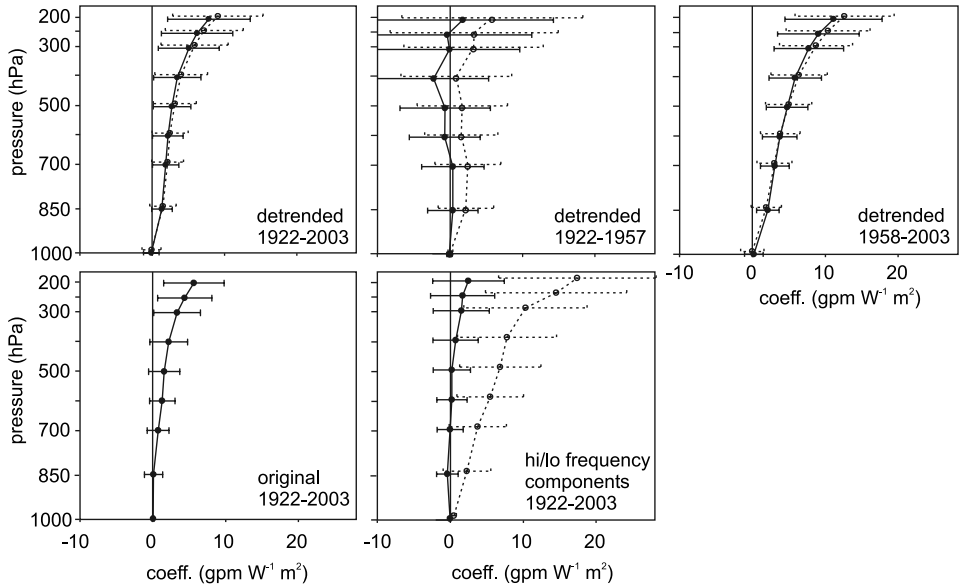 200
300
400
500
700
850
1000
pressure (hPa)
detrended
1922-2003
detrended
1922-1957
detrended
1958-2003
-10 0 10 20
coeff. (gpm W⁻¹ m²)
200
300
400
500
700
850
1000
pressure (hPa)
original
1922-2003
hi/lo frequency
components
1922-2003
-10 0 10 20
coeff. (gpm W⁻¹ m²)
0 10 20
coeff. (gpm W⁻¹ m²)